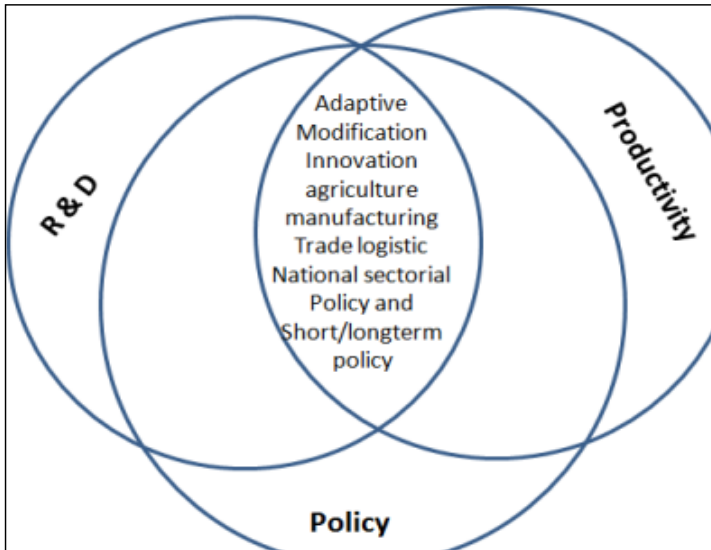 R & D
Adaptive
Modification
Innovation
agriculture
manufacturing
Trade logistic
National sectorial
Policy and
Short/longterm
policy
Productivity
Policy